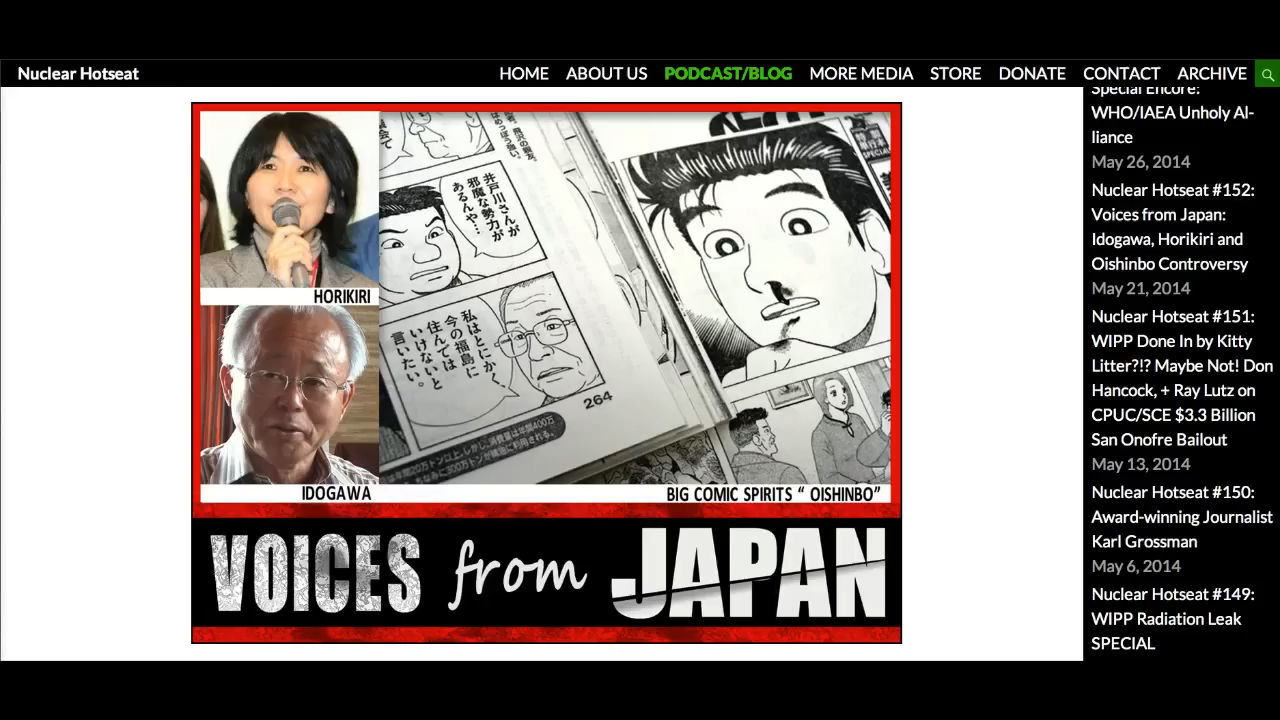 Nuclear Hotseat
HOME ABOUT US PODCAST/BLOG MORE MEDIA STORE DONATE CONTACT ARCHIVE
HORIKIRI
IDOGAWA
井戸川さんが
邪魔な勢力が
あるんや…
私はとにかく、
今の福島に
住んでは
いけないと
言いたい。
264
BIG COMIC SPIRITS “ OISHINBO”
VOICES from JAPAN
Special Encore:
WHO/IAEA Unholy Al-
liance
May 26, 2014
Nuclear Hotseat #152:
Voices from Japan:
Idogawa, Horikiri and
Oishinbo Controversy
May 21, 2014
Nuclear Hotseat #151:
WIPP Done In by Kitty
Litter?!? Maybe Not! Don
Hancock, + Ray Lutz on
CPUC/SCE $3.3 Billion
San Onofre Bailout
May 13, 2014
Nuclear Hotseat #150:
Award-winning Journalist
Karl Grossman
May 6, 2014
Nuclear Hotseat #149:
WIPP Radiation Leak
SPECIAL